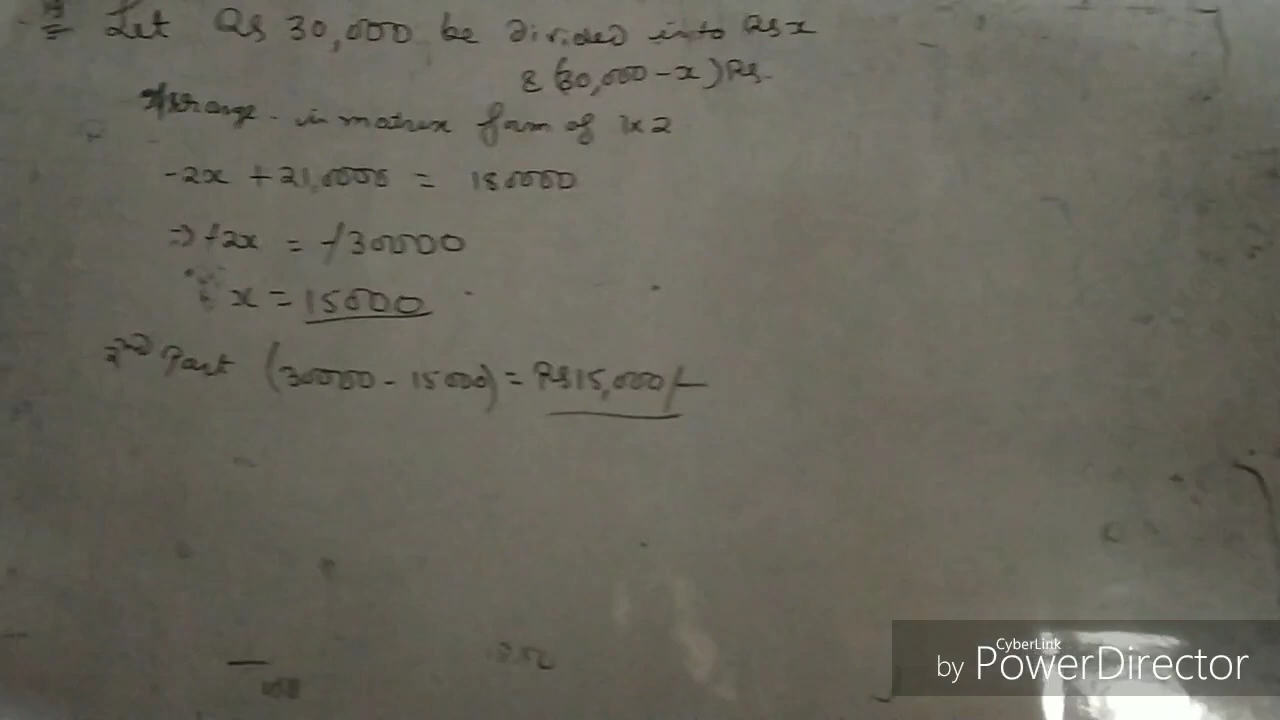 = Let Rs 30,000 be divided into Rs x
& (30,000 - x) Rs.
Arrange in matrix form of 1x2
-2x + 21,0000 = 180000
=> +2x = +30000
x = 15000
2nd Part (30000 - 15000) = Rs 15,000/-
CyberLink
by PowerDirector